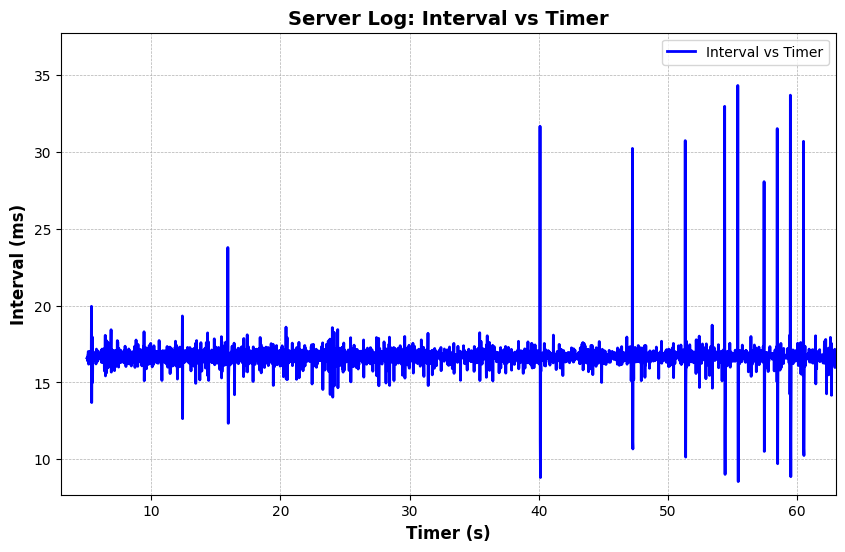 Server Log: Interval vs Timer
Interval vs Timer
35
30
25
20
15
10
Interval (ms)
10 20 30 40 50 60
Timer (s)